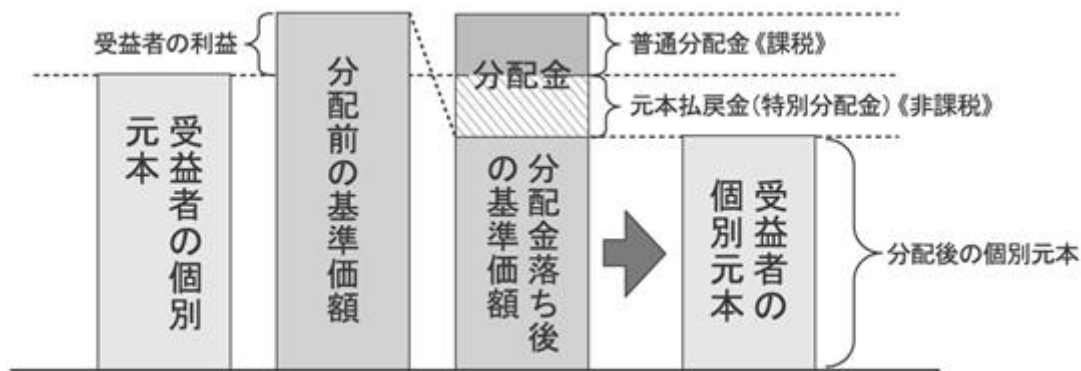 受益者の利益
受益者の個別
元本
分配前の基準価額
分配金
分配金落ち後
の基準価額
普通分配金《課税》
元本払戻金(特別分配金)《非課税》
受益者の
個別元本
分配後の個別元本